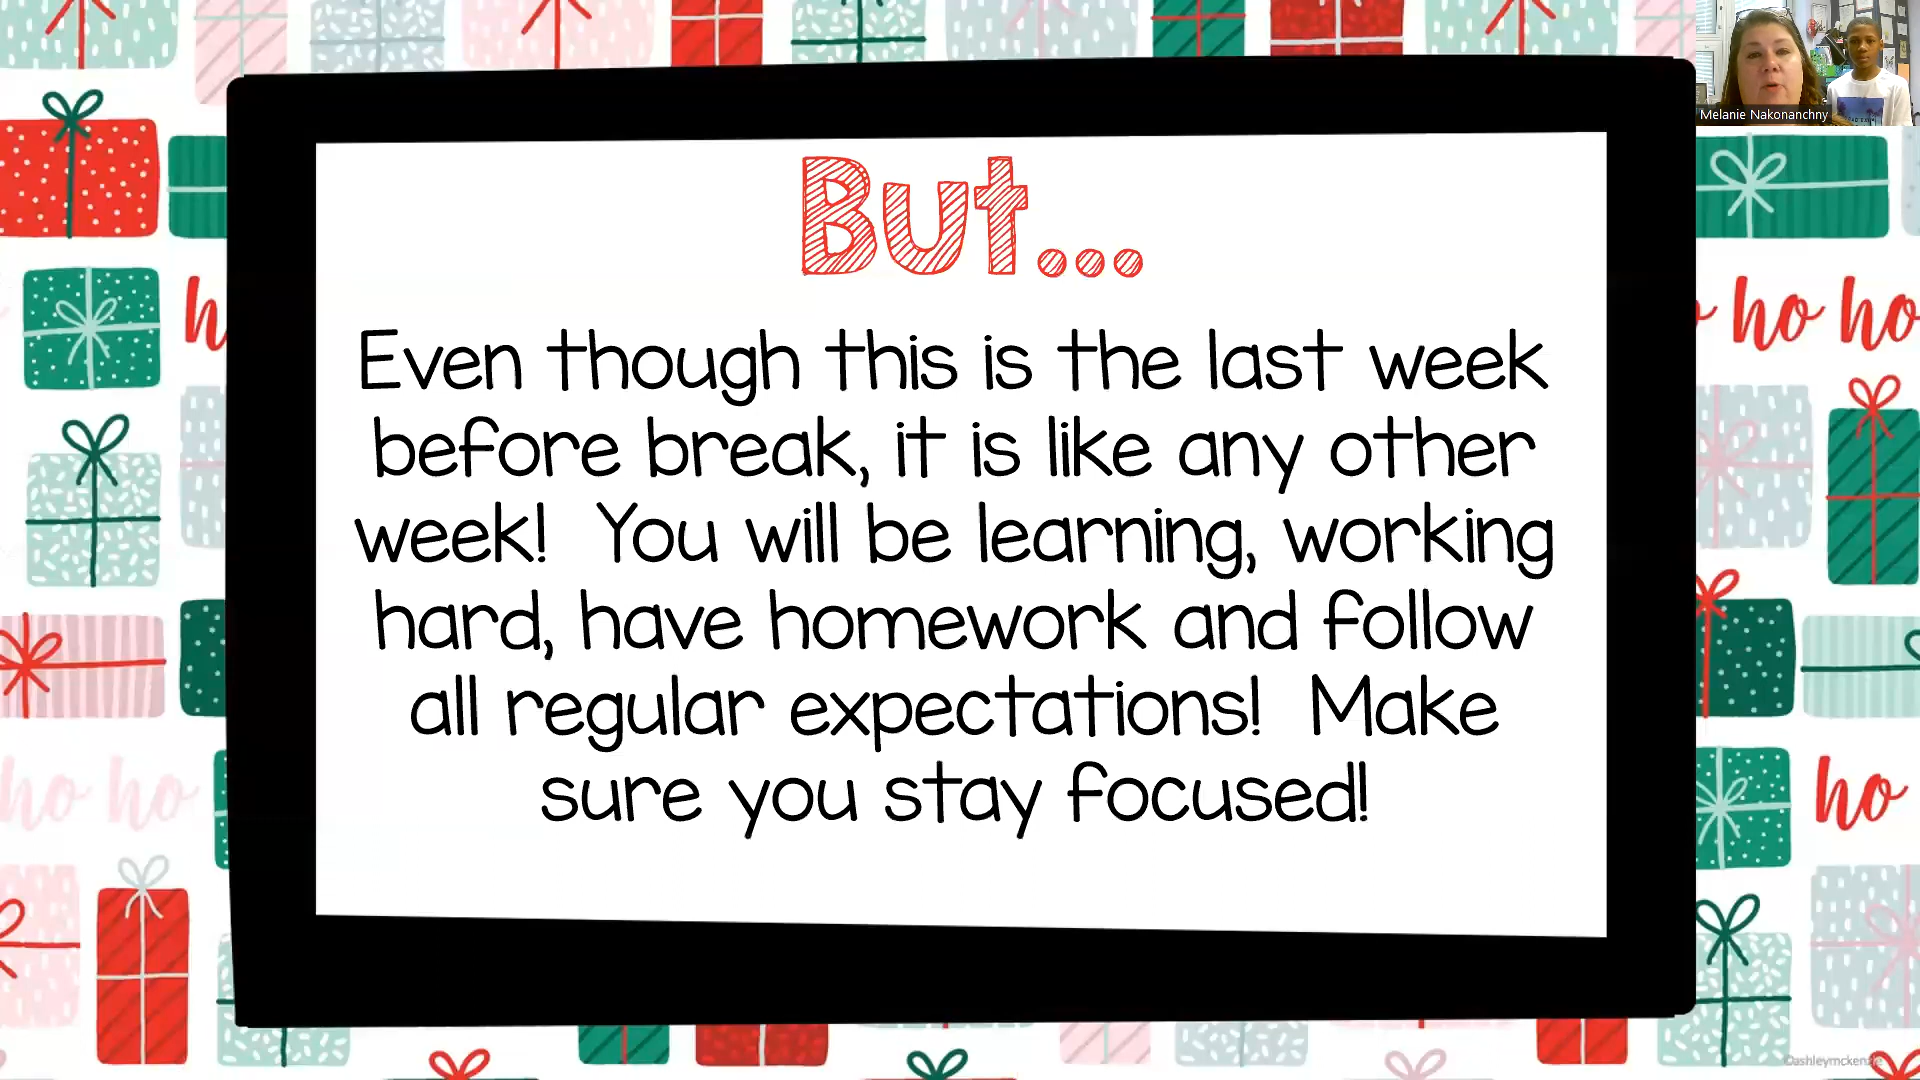 Melanie Nakonanchny
But...
Even though this is the last week
before break, it is like any other
week!  You will be learning, working
hard, have homework and follow
all regular expectations!  Make
sure you stay focused!
ho ho
ho ho
ho
©ashleymckenzie